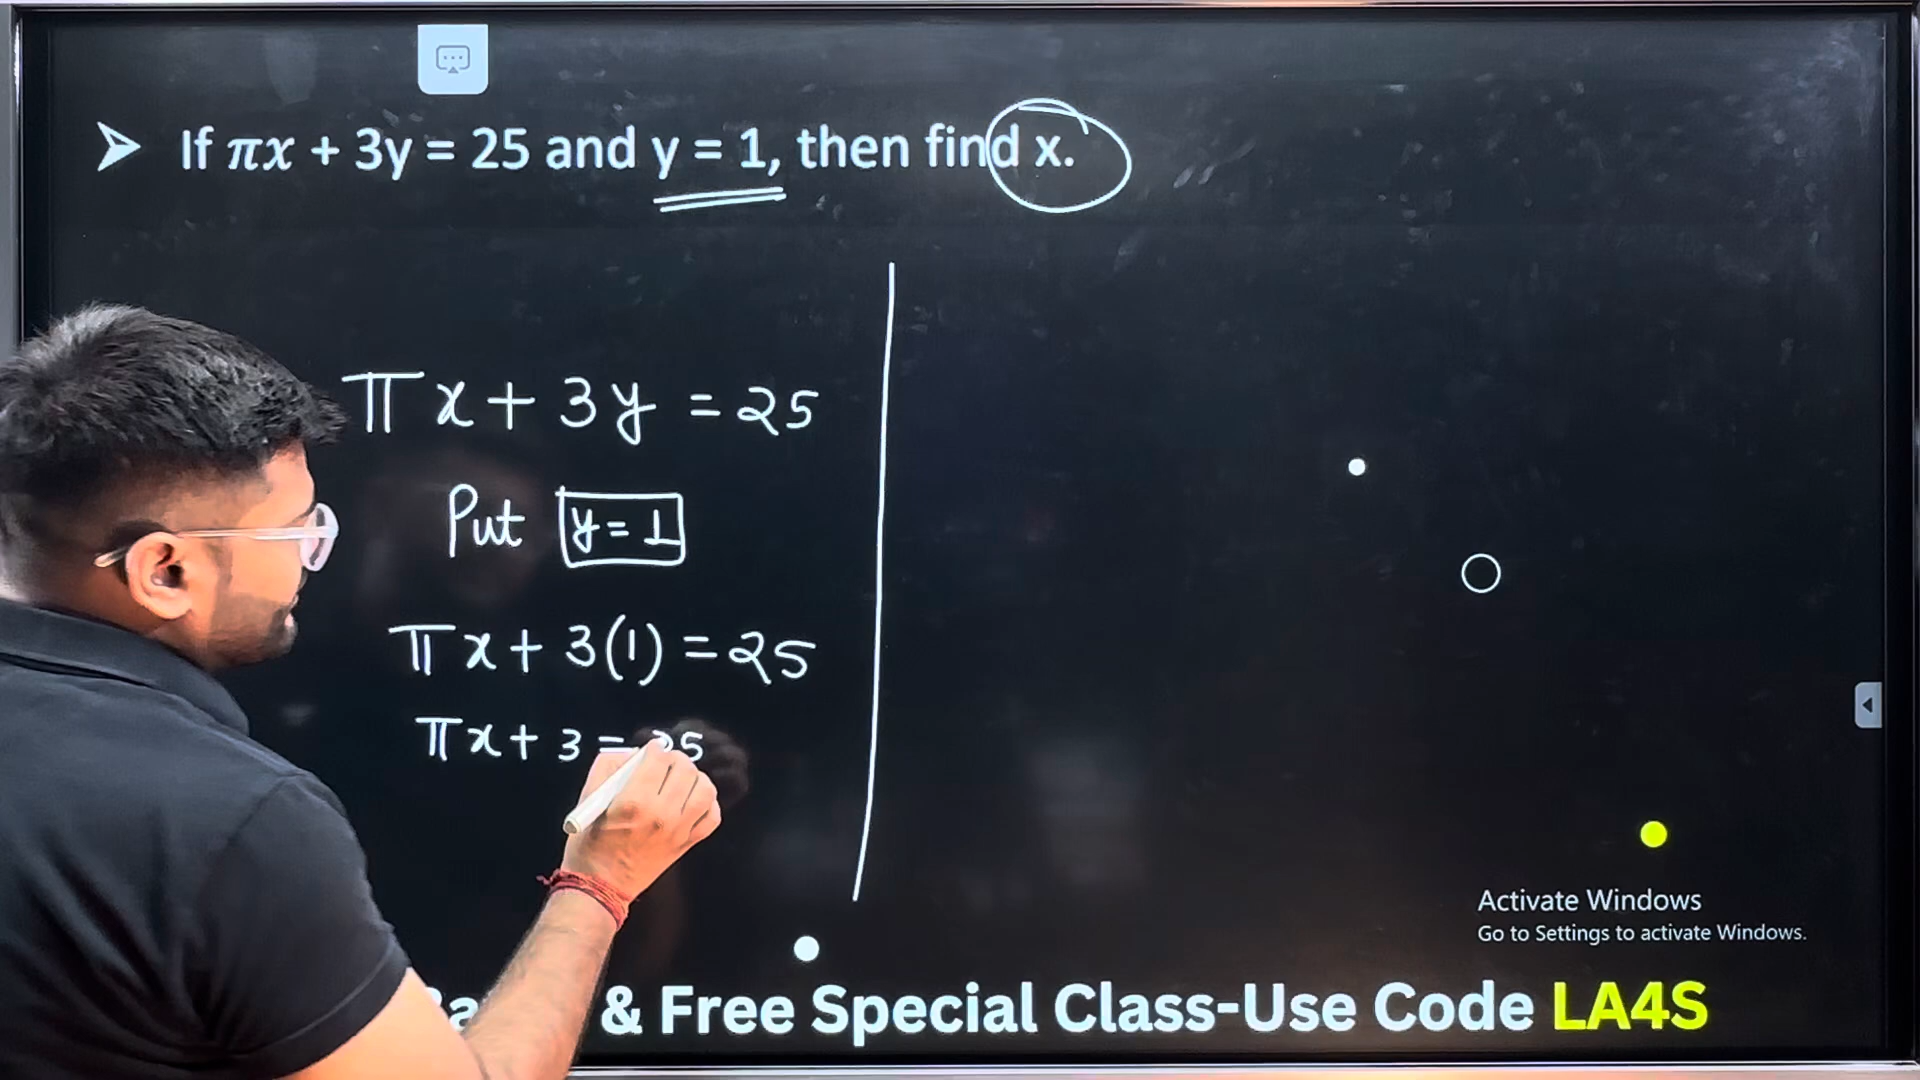 ➤ If πx + 3y = 25 and y = 1, then find x.
πx + 3y = 25
Put y = 1
πx + 3(1) = 25
πx + 3 = 25
Activate Windows
Go to Settings to activate Windows.
& Free Special Class-Use Code LA4S